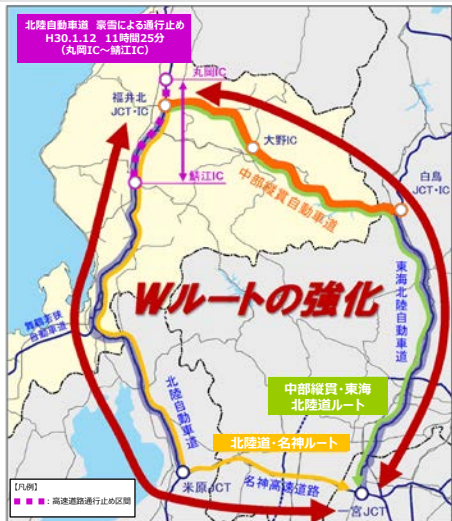 北陸自動車道 豪雪による通行止め
H30.1.12 11時間25分
(丸岡IC~鯖江IC)
丸岡IC
福井北
JCT・IC
大野IC
中部縦貫自動車道
白鳥
JCT・IC
鯖江IC
東海北陸自動車道
Wルートの強化
舞鶴若狭
自動車道
北陸自動車道
中部縦貫・東海
北陸道ルート
北陸道・名神ルート
名神高速道路
米原JCT
一宮JCT
【凡例】
:高速道路通行止め区間